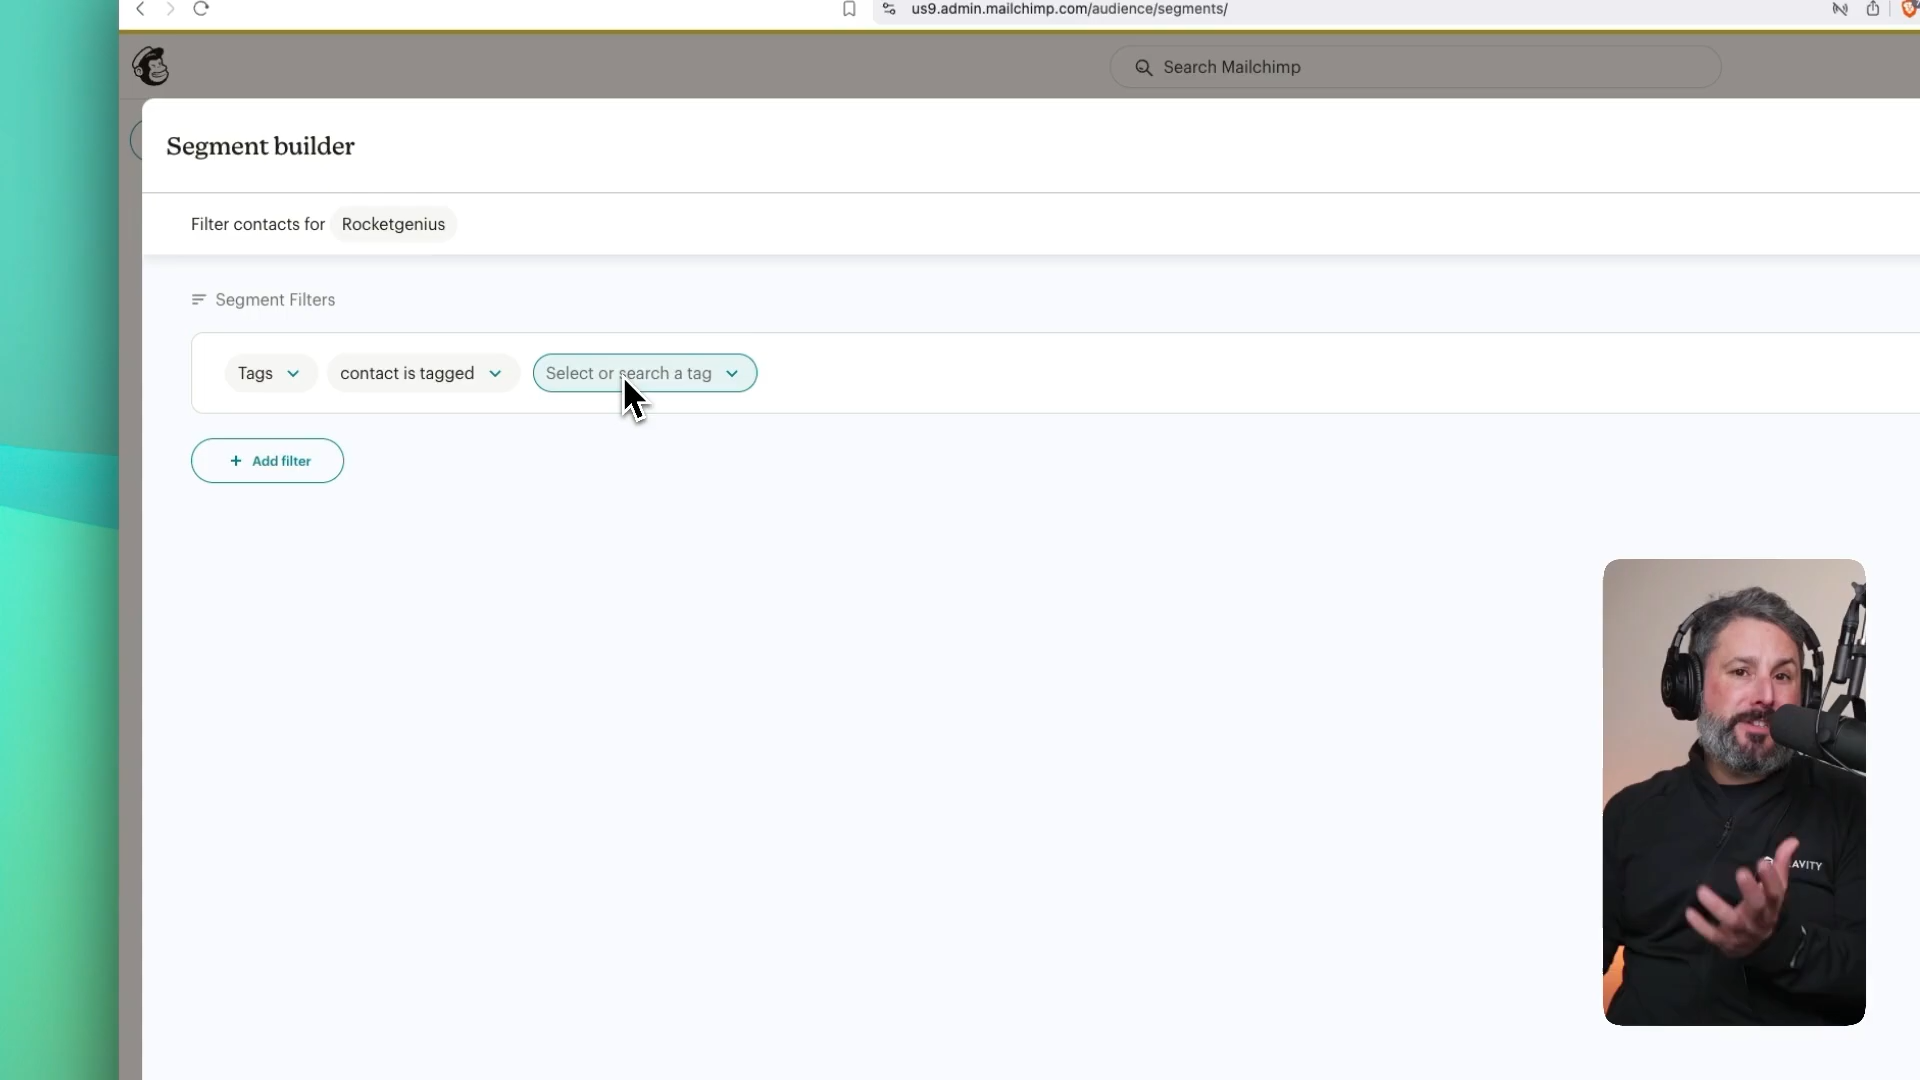 us9.admin.mailchimp.com/audience/segments/
Search Mailchimp
Segment builder
Filter contacts for Rocketgenius
Segment Filters
Tags contact is tagged Select or search a tag
+ Add filter
AVITY